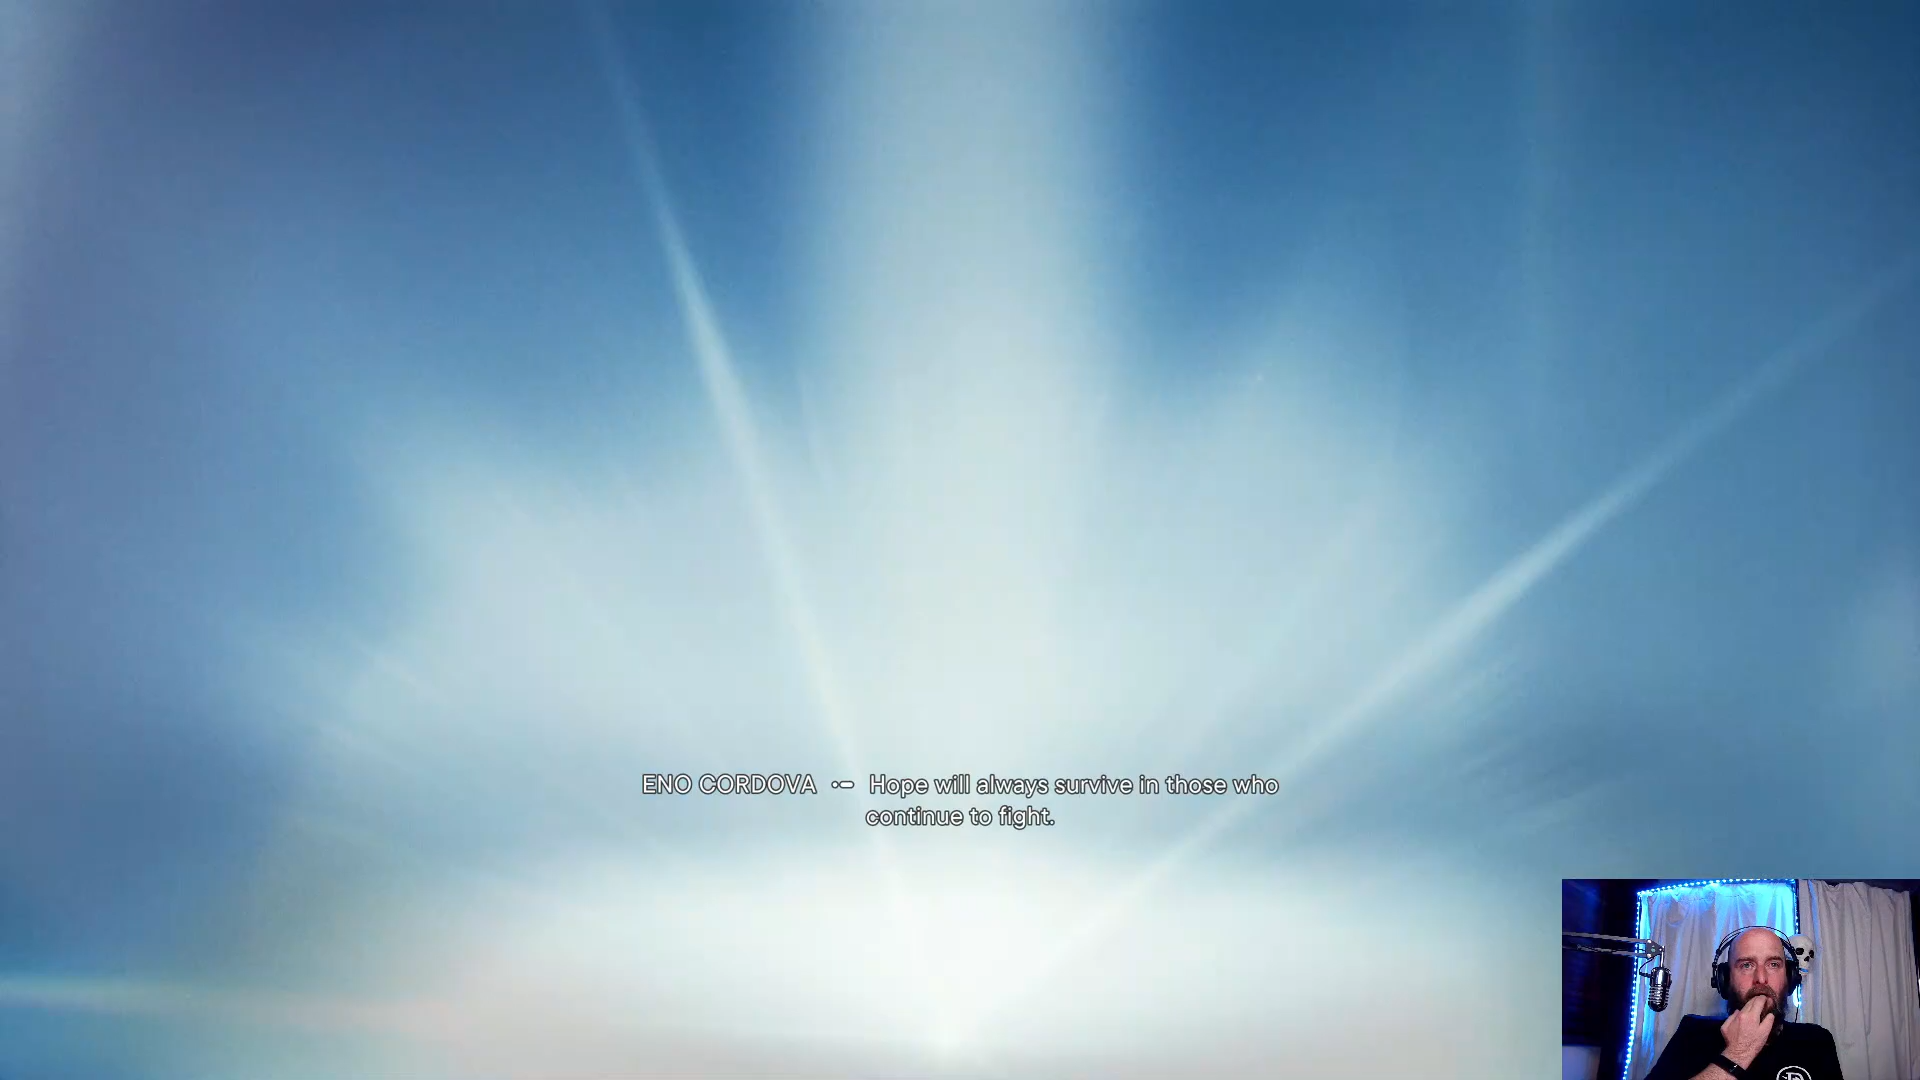 ENO CORDOVA •– Hope will always survive in those who
continue to fight.